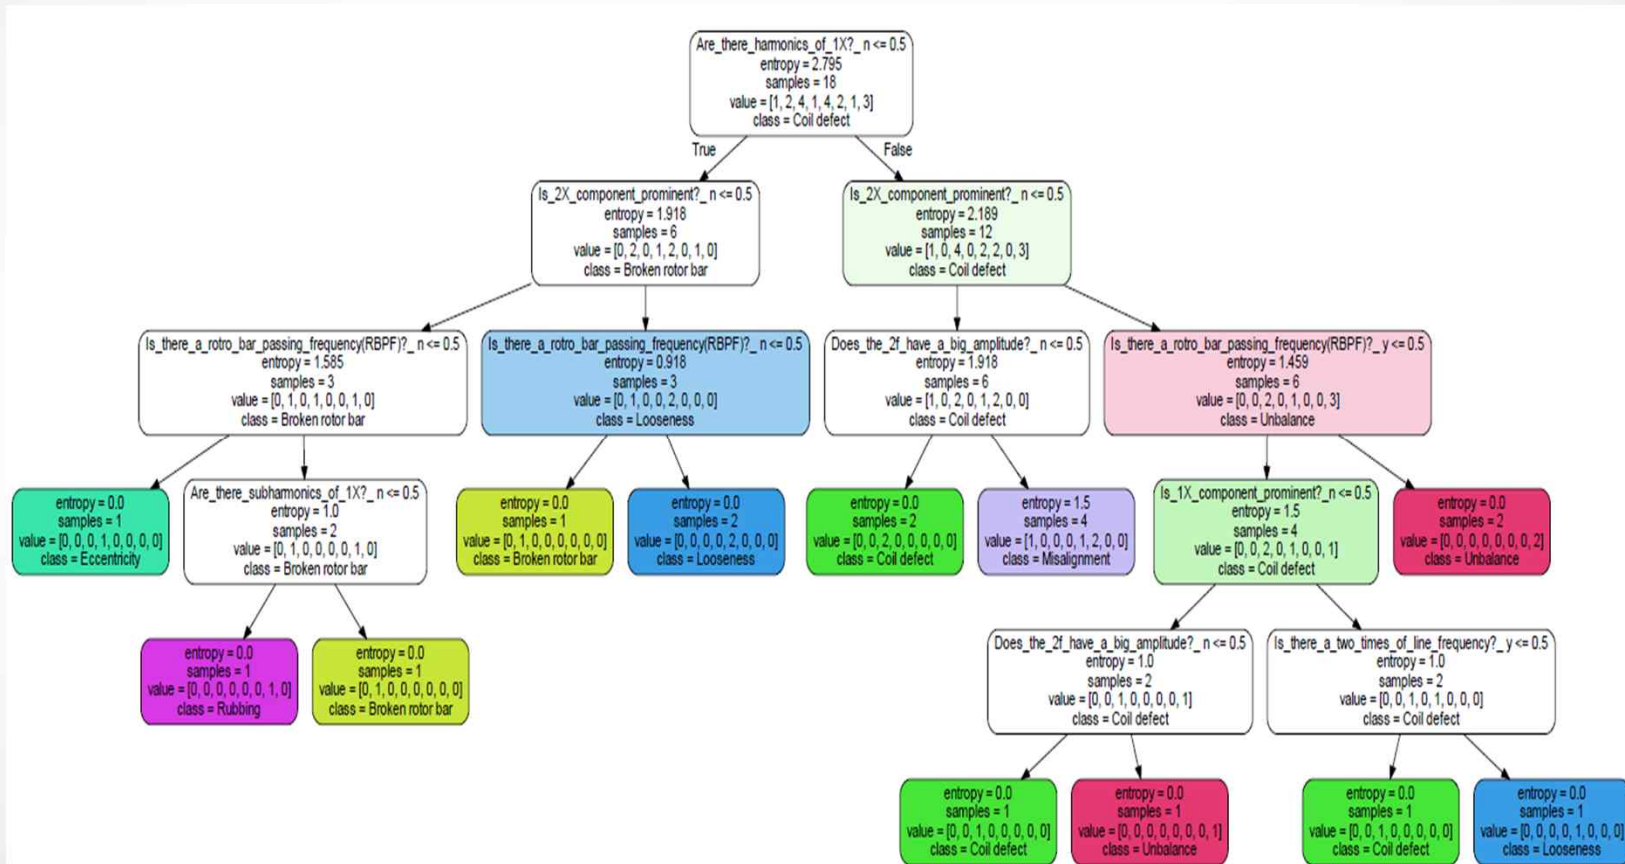 Are_there_harmonics_of_1X?_ n <= 0.5
entropy = 2.795
samples = 18
value = [1, 2, 4, 1, 4, 2, 1, 3]
class = Coil defect
True
False
Is_2X_component_prominent?_ n <= 0.5
entropy = 1.918
samples = 6
value = [0, 2, 0, 1, 2, 0, 1, 0]
class = Broken rotor bar
Is_2X_component_prominent?_ n <= 0.5
entropy = 2.189
samples = 12
value = [1, 0, 4, 0, 2, 2, 0, 3]
class = Coil defect
Is_there_a_rotro_bar_passing_frequency(RBPF)?_ n <= 0.5
entropy = 1.585
samples = 3
value = [0, 1, 0, 1, 0, 0, 1, 0]
class = Broken rotor bar
Is_there_a_rotro_bar_passing_frequency(RBPF)?_ n <= 0.5
entropy = 0.918
samples = 3
value = [0, 1, 0, 0, 2, 0, 0, 0]
class = Looseness
Does_the_2f_have_a_big_amplitude?_ n <= 0.5
entropy = 1.918
samples = 6
value = [1, 0, 2, 0, 1, 2, 0, 0]
class = Coil defect
Is_there_a_rotro_bar_passing_frequency(RBPF)?_ y <= 0.5
entropy = 1.459
samples = 6
value = [0, 0, 2, 0, 1, 0, 0, 3]
class = Unbalance
entropy = 0.0
samples = 1
value = [0, 0, 0, 1, 0, 0, 0, 0]
class = Eccentricity
Are_there_subharmonics_of_1X?_ n <= 0.5
entropy = 1.0
samples = 2
value = [0, 1, 0, 0, 0, 0, 1, 0]
class = Broken rotor bar
entropy = 0.0
samples = 1
value = [0, 1, 0, 0, 0, 0, 0, 0]
class = Broken rotor bar
entropy = 0.0
samples = 2
value = [0, 0, 0, 0, 2, 0, 0, 0]
class = Looseness
entropy = 0.0
samples = 2
value = [0, 0, 2, 0, 0, 0, 0, 0]
class = Coil defect
entropy = 1.5
samples = 4
value = [1, 0, 0, 0, 1, 2, 0, 0]
class = Misalignment
Is_1X_component_prominent?_ n <= 0.5
entropy = 1.5
samples = 4
value = [0, 0, 2, 0, 1, 0, 0, 1]
class = Coil defect
entropy = 0.0
samples = 2
value = [0, 0, 0, 0, 0, 0, 0, 2]
class = Unbalance
entropy = 0.0
samples = 1
value = [0, 0, 0, 0, 0, 0, 1, 0]
class = Rubbing
entropy = 0.0
samples = 1
value = [0, 1, 0, 0, 0, 0, 0, 0]
class = Broken rotor bar
Does_the_2f_have_a_big_amplitude?_ n <= 0.5
entropy = 1.0
samples = 2
value = [0, 0, 1, 0, 0, 0, 0, 1]
class = Coil defect
Is_there_a_two_times_of_line_frequency?_ y <= 0.5
entropy = 1.0
samples = 2
value = [0, 0, 1, 0, 1, 0, 0, 0]
class = Coil defect
entropy = 0.0
samples = 1
value = [0, 0, 1, 0, 0, 0, 0, 0]
class = Coil defect
entropy = 0.0
samples = 1
value = [0, 0, 0, 0, 0, 0, 0, 1]
class = Unbalance
entropy = 0.0
samples = 1
value = [0, 0, 1, 0, 0, 0, 0, 0]
class = Coil defect
entropy = 0.0
samples = 1
value = [0, 0, 0, 0, 1, 0, 0, 0]
class = Looseness